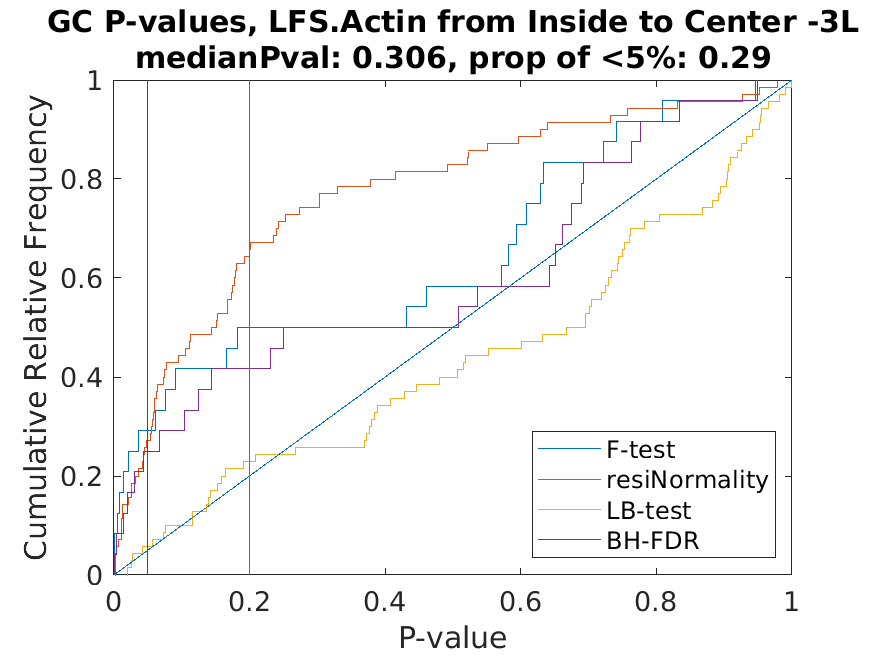 GC P-values, LFS.Actin from Inside to Center -3L
medianPval: 0.306, prop of <5%: 0.29
1
0.8
0.6
0.4
0.2
0
Cumulative Relative Frequency
F-test
resiNormality
LB-test
BH-FDR
0
0.2
0.4
0.6
0.8
1
P-value